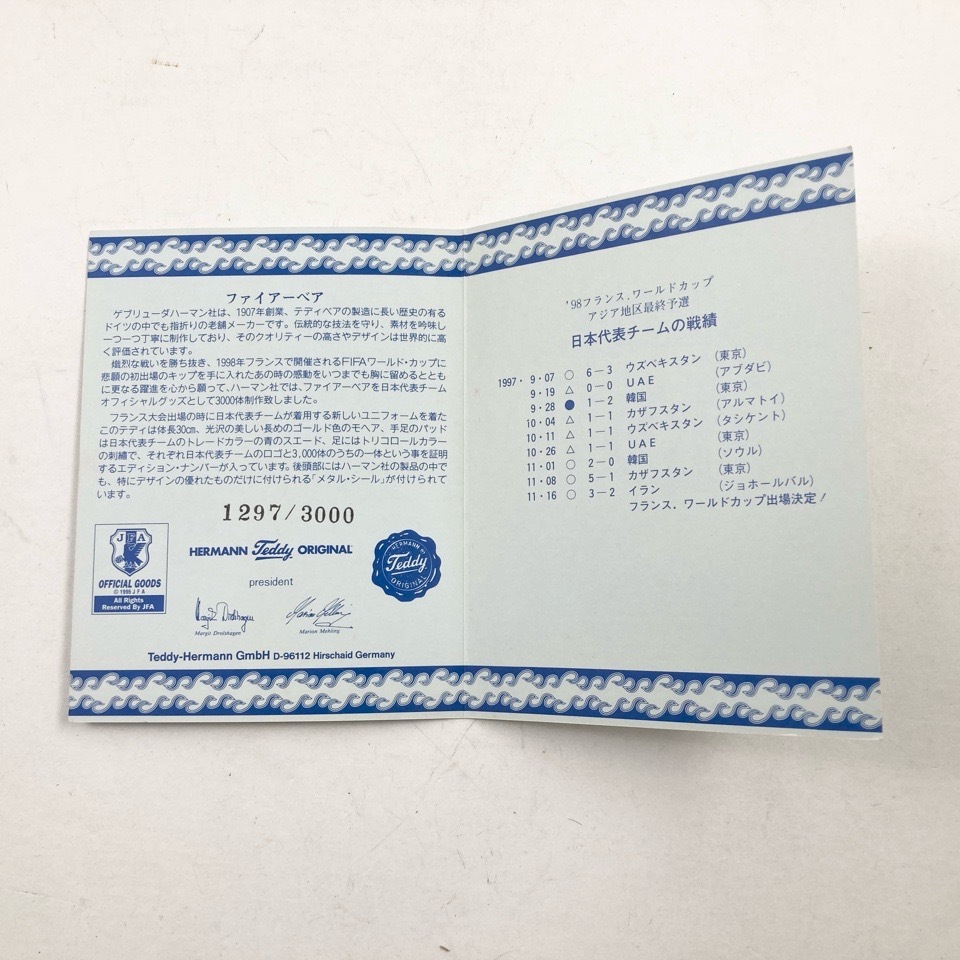 ファイアーベア
ゲブリューダハーマン社は、1907年創業、テディベアの製造に長い歴史の有る
ドイツの中でも指折りの老舗メーカーです。伝統的な技法を守り、素材を吟味し
一つ一つ丁寧に制作しており、そのクオリティーの高さやデザインは世界的に高
く評価されています。
熾烈な戦いを勝ち抜き、1998年フランスで開催されるFIFAワールド・カップに
悲願の初出場のキップを手に入れたあの時の感動をいつまでも胸に留めるととも
に更なる躍進を心から願って、ハーマン社では、ファイアーベアを日本代表チーム
オフィシャルグッズとして3000体制作致しました。
フランス大会出場の時に日本代表チームが着用する新しいユニフォームを着た
このテディは体長30cm、光沢の美しい長めのゴールド色のモヘア、手足のパッド
は日本代表チームのトレードカラーの青のスエード、足にはトリコロールカラー
の刺繍で、それぞれ日本代表チームのロゴと3,000体のうちの一体という事を証明
するエディション・ナンバーが入っています。後頭部にはハーマン社の製品の中で
も、特にデザインの優れたものだけに付けられる「メタル・シール」が付けられて
います。
1297/3000
JFA
OFFICIAL GOODS
© 1996 J F A
All Rights
Reserved By JFA
HERMANN Teddy ORIGINAL
president
Margit Drolshagen
Marion Mehling
HERMANN
Teddy
ORIGINAL
Teddy-Hermann GmbH D-96112 Hirschaid Germany
'98フランス.ワールドカップ
アジア地区最終予選
日本代表チームの戦績
1997・9・07 ○ 6−3 ウズベキスタン (東京)
9・19 △ 0−0 UAE (アブダビ)
9・28 ● 1−2 韓国 (東京)
10・04 △ 1−1 カザフスタン (アルマトイ)
10・11 △ 1−1 ウズベキスタン (タシケント)
10・26 △ 1−1 UAE (東京)
11・01 ○ 2−0 韓国 (ソウル)
11・08 ○ 5−1 カザフスタン (東京)
11・16 ○ 3−2 イラン (ジョホールバル)
フランス.ワールドカップ出場決定!